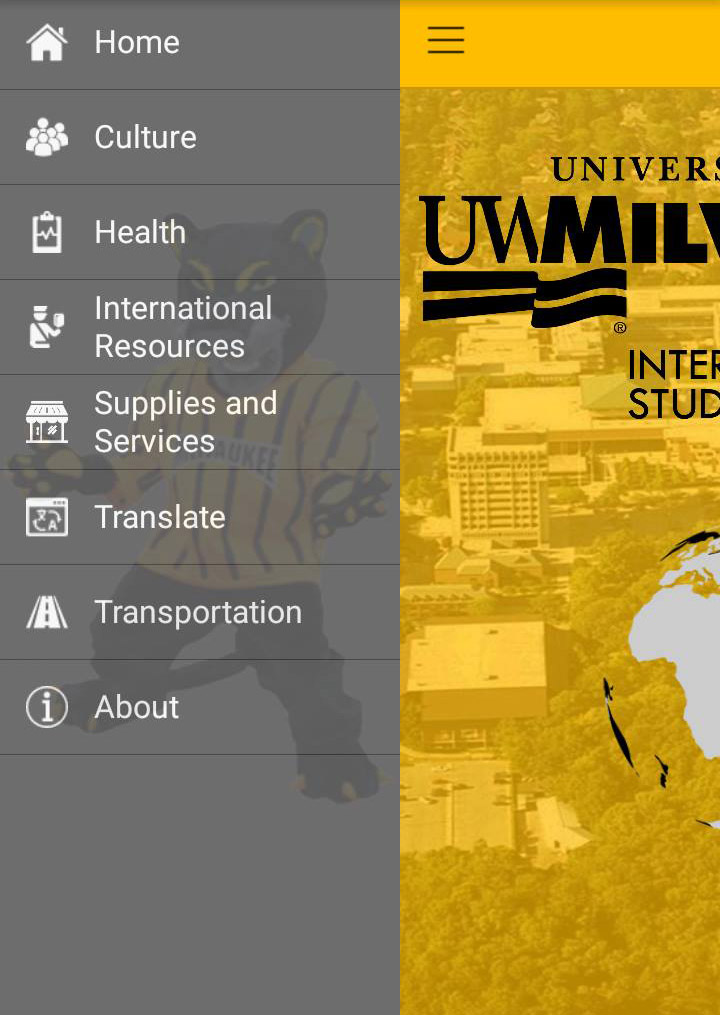 Home
Culture
Health
International
Resources
Supplies and
Services
Translate
Transportation
About
UNIVERS
UWMILW
®
INTER
STUD